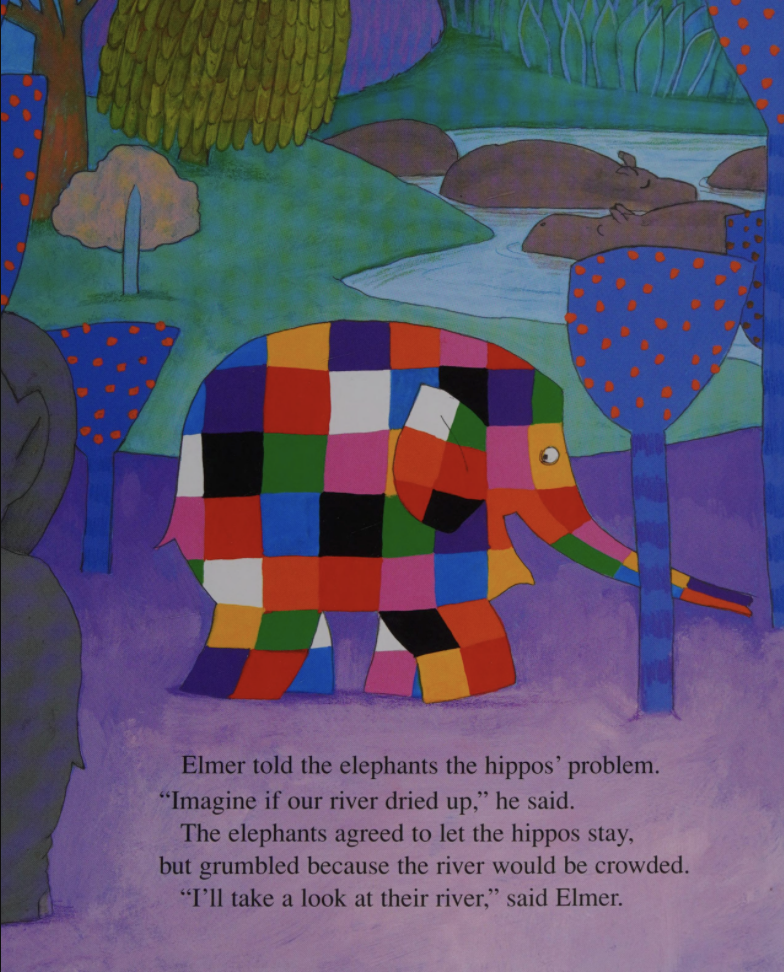 Elmer told the elephants the hippos’ problem.
“Imagine if our river dried up,” he said.
The elephants agreed to let the hippos stay,
but grumbled because the river would be crowded.
“I’ll take a look at their river,” said Elmer.